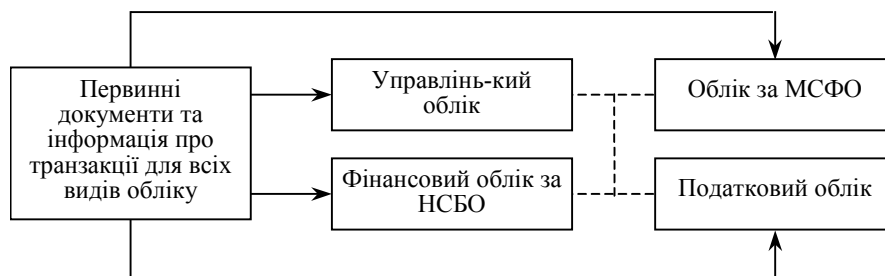 Первинні
документи та
інформація про
транзакції для всіх
видів обліку
Управлінь-кий
облік
Облік за МСФО
Фінансовий облік за
НСБО
Податковий облік